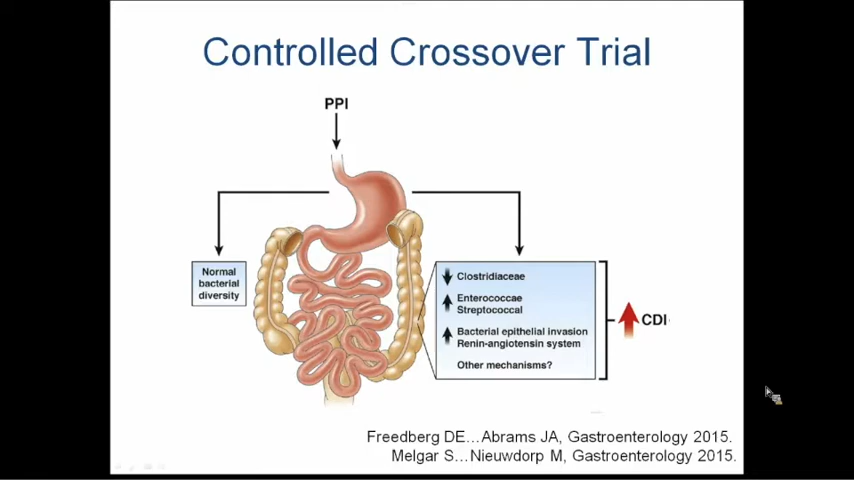 Controlled Crossover Trial
PPI
Normal
bacterial
diversity
Clostridiaceae
Enterococcae
Streptococcal
Bacterial epithelial invasion
Renin-angiotensin system
Other mechanisms?
CDI
Freedberg DE...Abrams JA, Gastroenterology 2015.
Melgar S...Nieuwdorp M, Gastroenterology 2015.